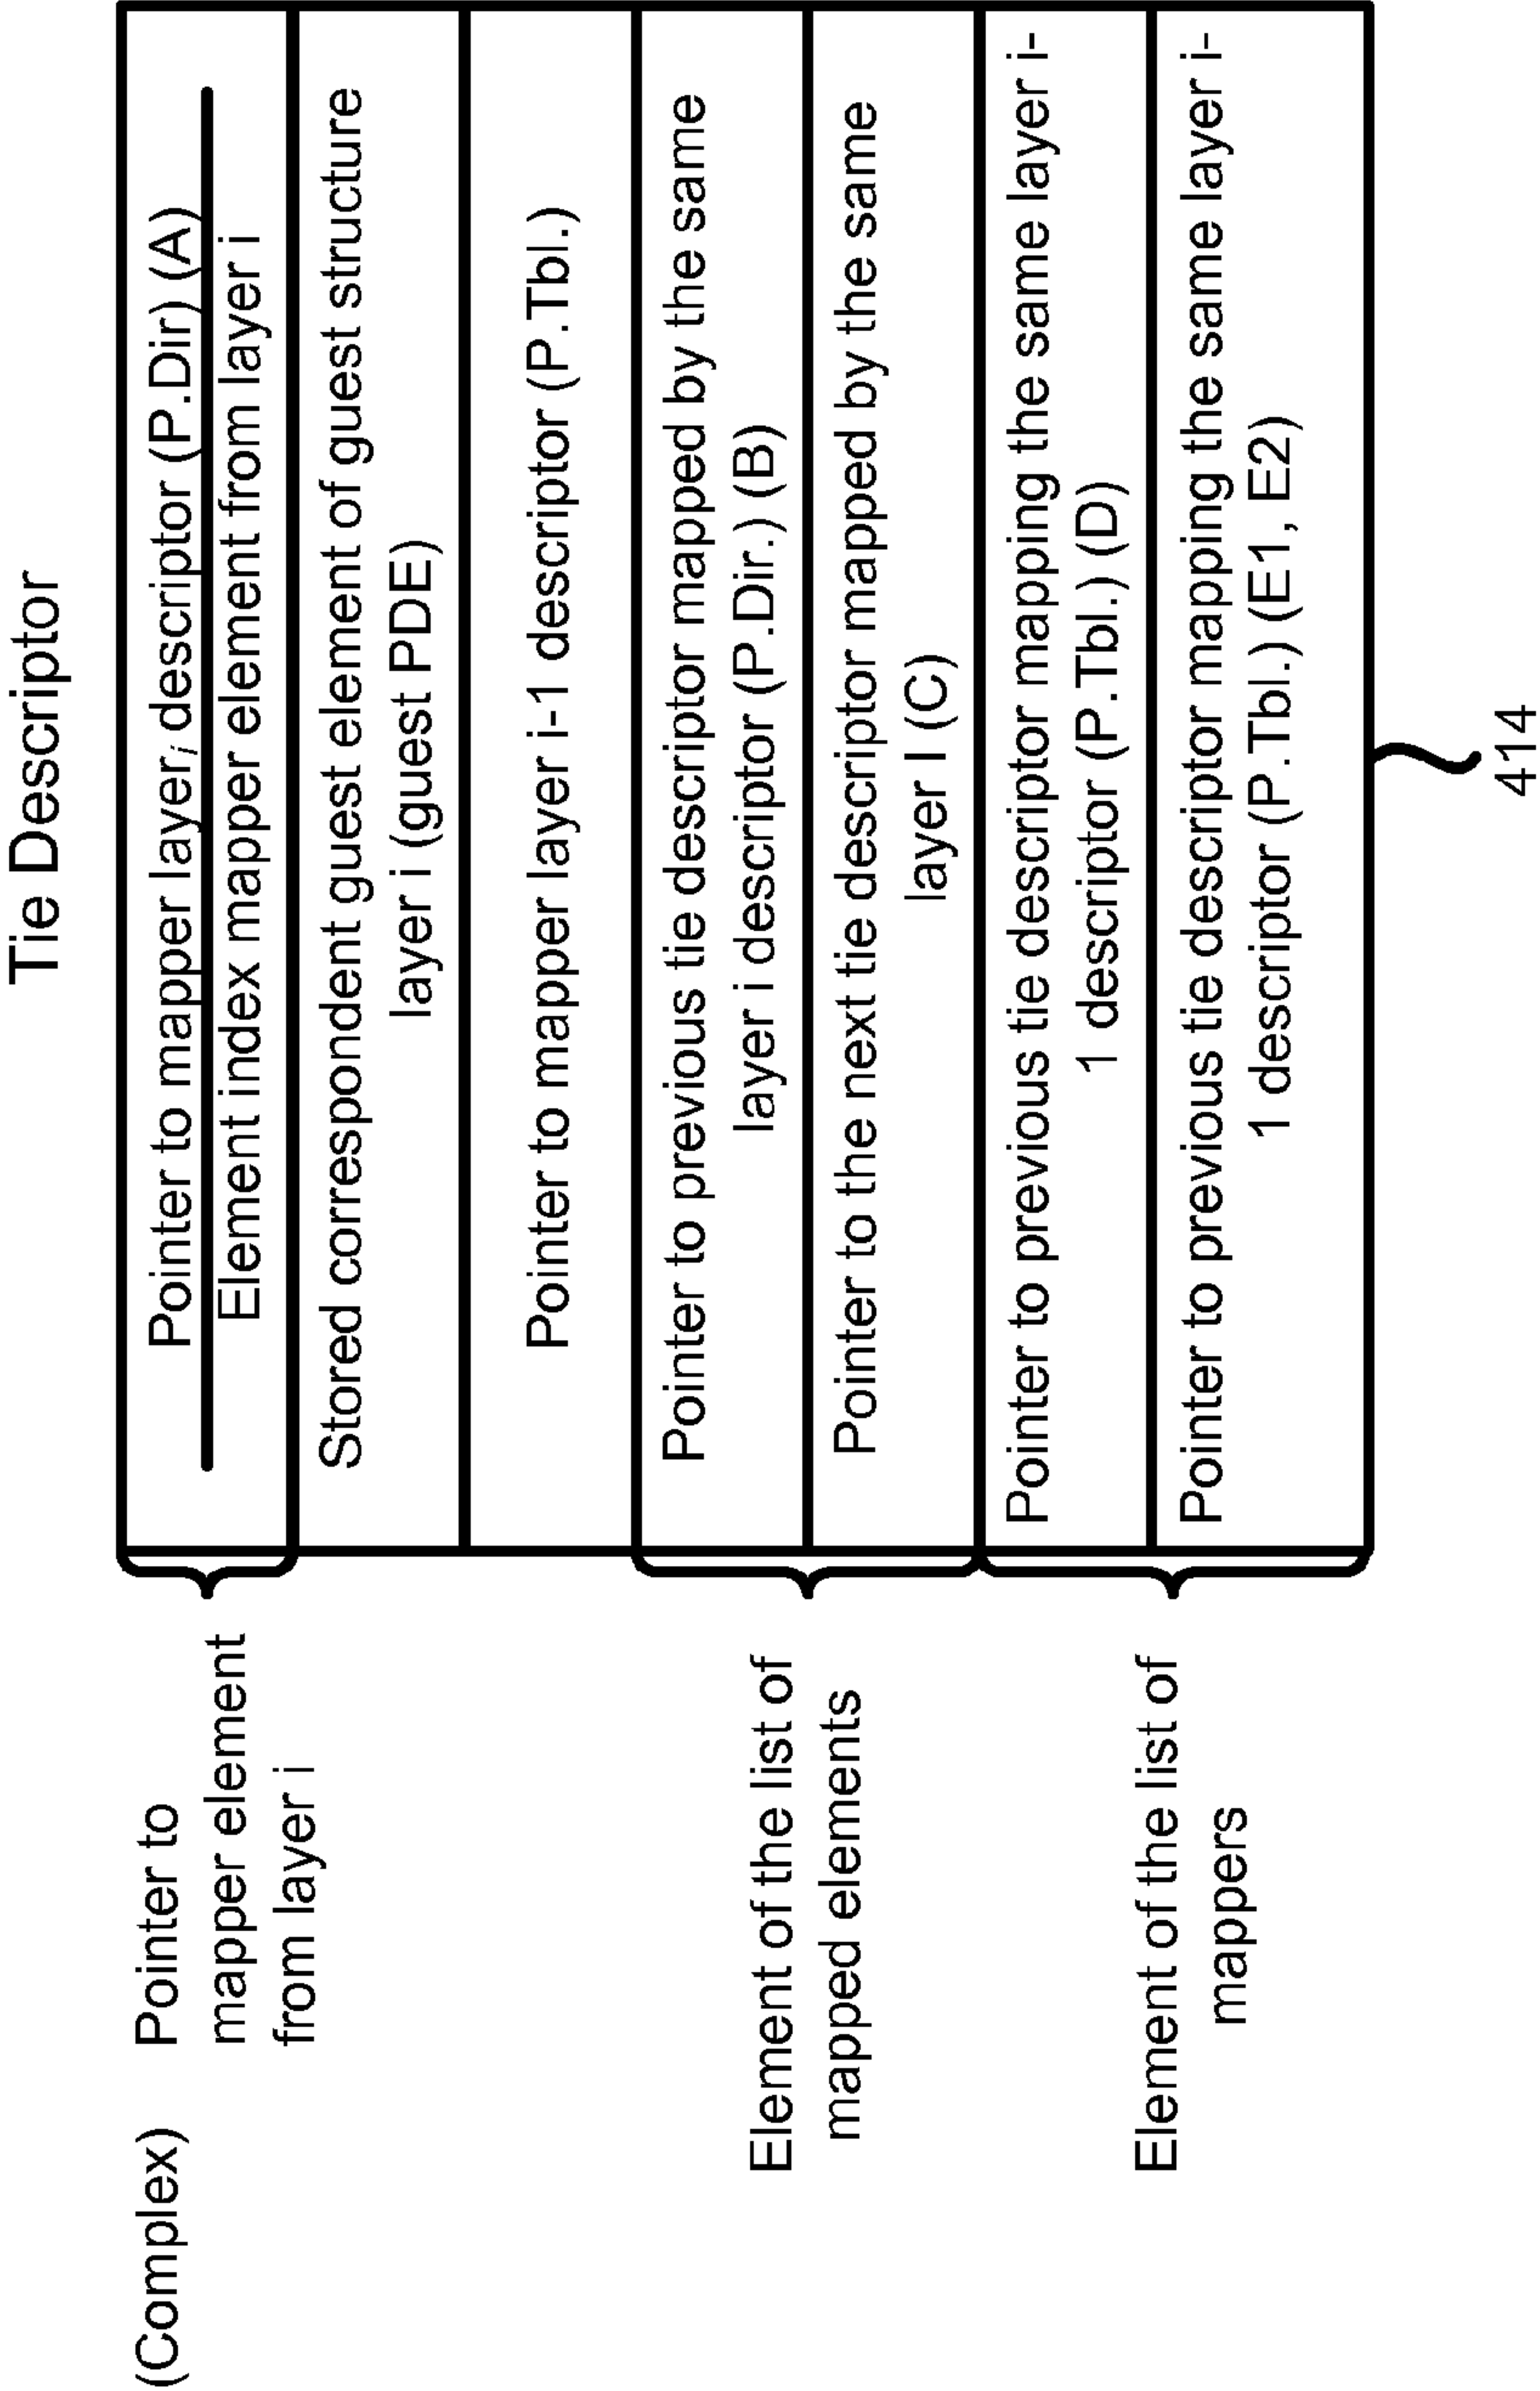 Tie Descriptor
(Complex) Pointer to
mapper element
from layer i
Pointer to mapper layer i descriptor (P.Dir) (A)
Element index mapper element from layer i
Stored correspondent guest element of guest structure
layer i (guest PDE)
Pointer to mapper layer i-1 descriptor (P.Tbl.)
Element of the list of
mapped elements
Pointer to previous tie descriptor mapped by the same
layer i descriptor (P.Dir.) (B)
Pointer to the next tie descriptor mapped by the same
layer I (C)
Element of the list of
mappers
Pointer to previous tie descriptor mapping the same layer i-
1 descriptor (P.Tbl.) (D)
Pointer to previous tie descriptor mapping the same layer i-
1 descriptor (P.Tbl.) (E1, E2)
414